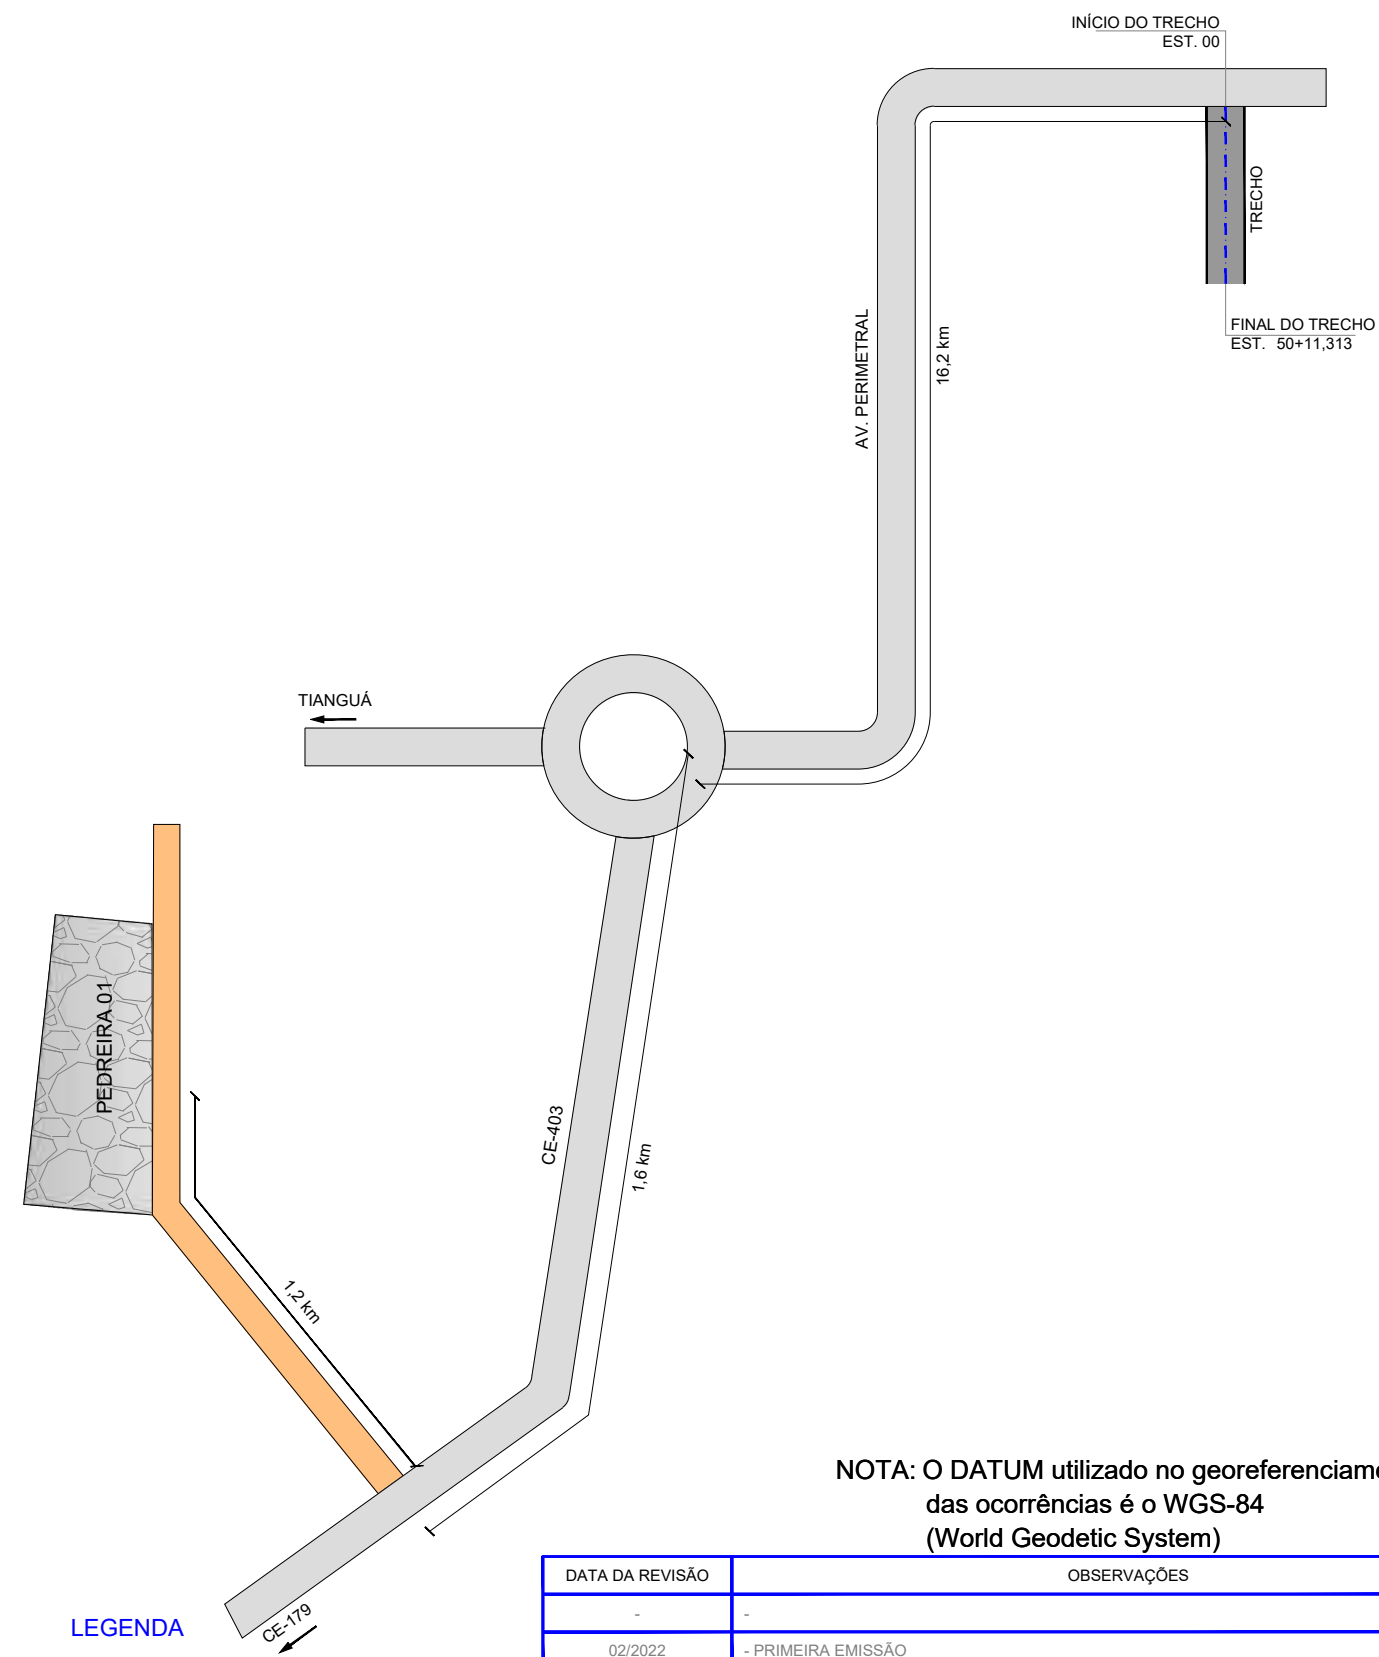 INÍCIO DO TRECHO
EST. 00
TRECHO
FINAL DO TRECHO
EST. 50+11,313
AV. PERIMETRAL
16,2 km
TIANGUÁ
PEDREIRA 01
CE-403
1,6 km
1,2 km
NOTA: O DATUM utilizado no georeferenciame
das ocorrências é o WGS-84
(World Geodetic System)
DATA DA REVISÃO OBSERVAÇÕES
- -
02/2022 - PRIMEIRA EMISSÃO
CE-179
LEGENDA